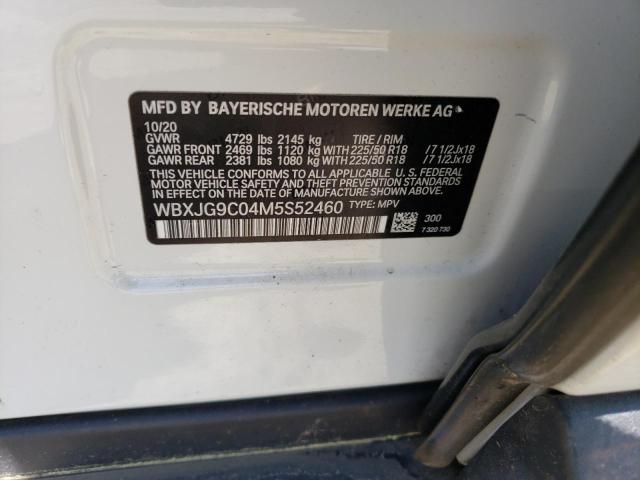 MFD BY BAYERISCHE MOTOREN WERKE AG
10/20
GVWR 4729 lbs 2145 kg TIRE / RIM
GAWR FRONT 2469 lbs 1120 kg WITH 225/50 R18 /7 1/2Jx18
GAWR REAR 2381 lbs 1080 kg WITH 225/50 R18 /7 1/2Jx18
THIS VEHICLE CONFORMS TO ALL APPLICABLE U. S. FEDERAL
MOTOR VEHICLE SAFETY, BUMPER, AND THEFT PREVENTION
STANDARDS IN EFFECT ON THE DATE OF MANUFACTURE SHOWN ABOVE.
WBXJG9C04M5S52460 TYPE: MPV
300
7 320 730